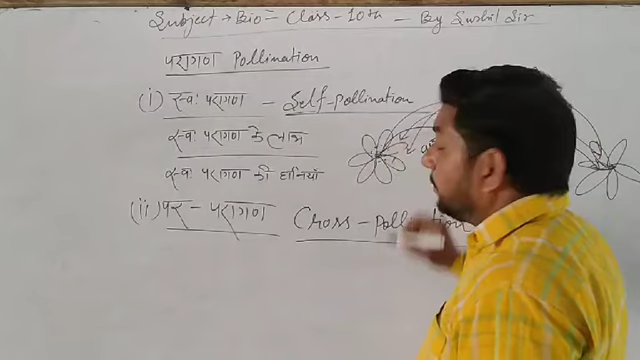 Subject → Bio = Class - 10th - By Sushil Sir
परागण Pollination
(i) स्व: परागण - Self-Pollination
स्व: परागण के लाभ
स्व: परागण की हानियाँ
(ii) पर - परागण Cross-pollination